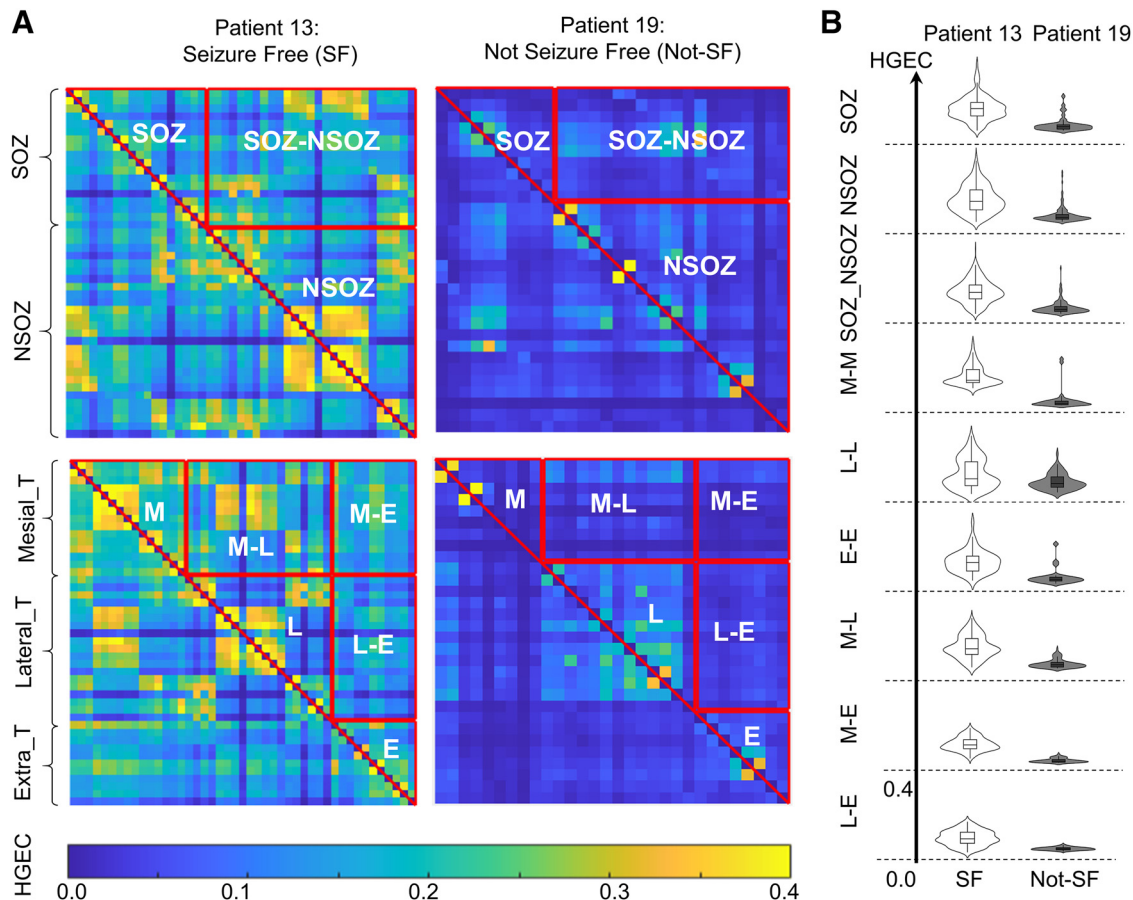 A
Patient 13:
Seizure Free (SF)
Patient 19:
Not Seizure Free (Not-SF)
SOZ
NSOZ
SOZ
SOZ-NSOZ
NSOZ
SOZ
SOZ-NSOZ
NSOZ
Mesial_T
Lateral_T
Extra_T
M
M-L
M-E
L
L-E
E
M
M-L
M-E
L
L-E
E
HGEC
0.0
0.1
0.2
0.3
0.4
B
Patient 13
Patient 19
HGEC
SOZ
NSOZ
SOZ_NSOZ
M-M
L-L
E-E
M-L
M-E
L-E
0.4
0.0
SF
Not-SF